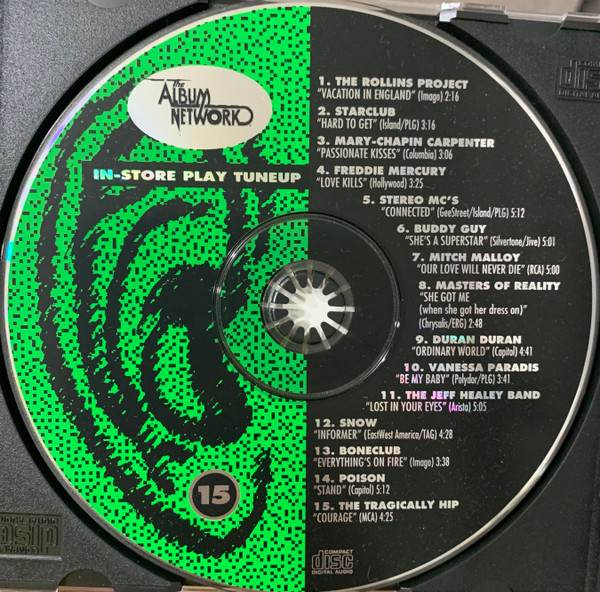 The
ALBUM
NETWORK
IN-STORE PLAY TUNEUP
1. THE ROLLINS PROJECT
"VACATION IN ENGLAND" (Imago) 2:16
2. STARCLUB
"HARD TO GET" (Island/PLG) 3:16
3. MARY-CHAPIN CARPENTER
"PASSIONATE KISSES" (Columbia) 3:06
4. FREDDIE MERCURY
"LOVE KILLS" (Hollywood) 3:25
5. STEREO MC'S
"CONNECTED" (GeeStreet/Island/PLG) 5:12
6. BUDDY GUY
"SHE'S A SUPERSTAR" (Silvertone/Jive) 5:01
7. MITCH MALLOY
"OUR LOVE WILL NEVER DIE" (RCA) 5:00
8. MASTERS OF REALITY
"SHE GOT ME
(when she got her dress on)"
(Chrysalis/ERG) 2:48
9. DURAN DURAN
"ORDINARY WORLD" (Capitol) 4:41
10. VANESSA PARADIS
"BE MY BABY" (Polydor/PLG) 3:41
11. THE JEFF HEALEY BAND
"LOST IN YOUR EYES" (Arista) 5:05
12. SNOW
"INFORMER" (EastWest America/TAG) 4:28
13. BONECLUB
"EVERYTHING'S ON FIRE" (Imago) 3:38
14. POISON
"STAND" (Capitol) 5:12
15. THE TRAGICALLY HIP
"COURAGE" (MCA) 4:25
15
COMPACT
disc
DIGITAL AUDIO